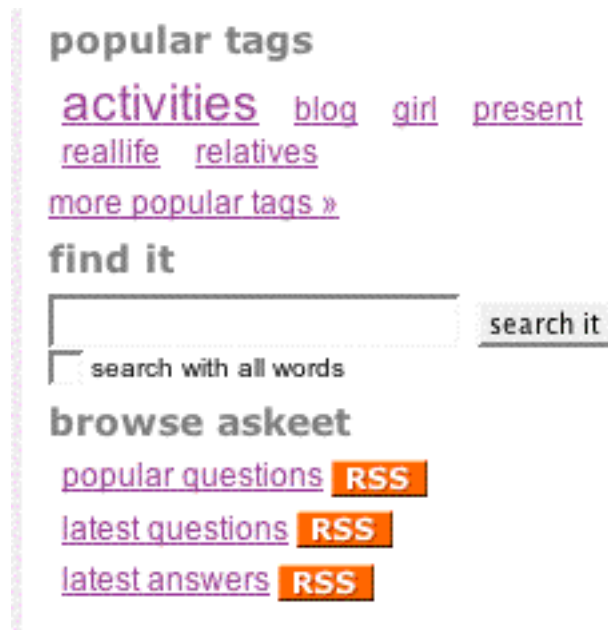 popular tags
activities blog girl present
reallife relatives
more popular tags »
find it
search it
search with all words
browse askeet
popular questions RSS
latest questions RSS
latest answers RSS